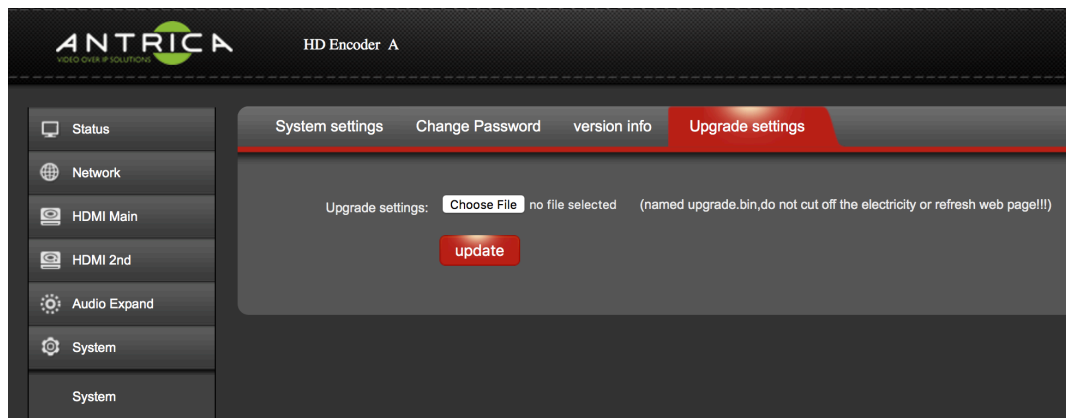 ANTRICA
VIDEO OVER IP SOLUTIONS
HD Encoder A
Status
Network
HDMI Main
HDMI 2nd
Audio Expand
System
System
System settings Change Password version info Upgrade settings
Upgrade settings: Choose File no file selected (named upgrade.bin,do not cut off the electricity or refresh web page!!!)
update